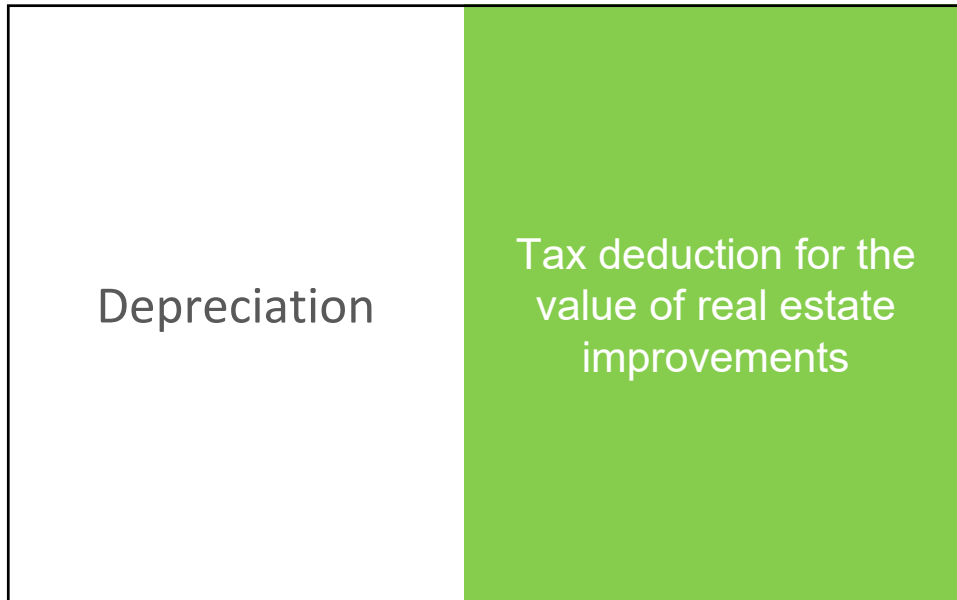 Depreciation
Tax deduction for the
value of real estate
improvements